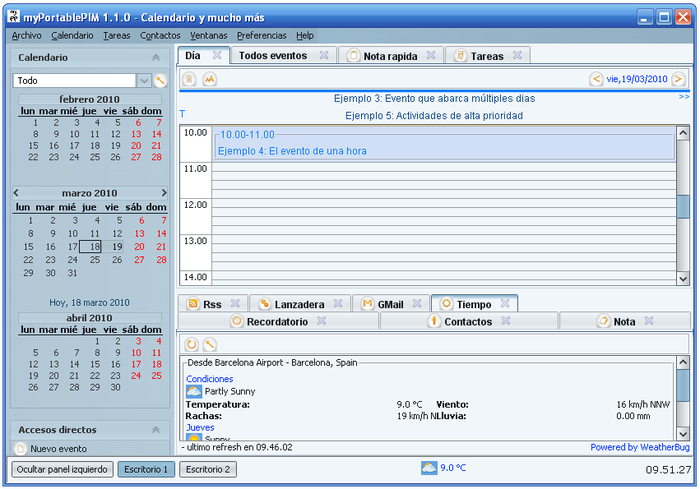 myPortablePIM 1.1.0 - Calendario y mucho más
Archivo Calendario Tareas Contactos Ventanas Preferencias Help
Calendario
Todo
febrero 2010
lun mar mié jue vie sáb dom
1 2 3 4 5 6 7
8 9 10 11 12 13 14
15 16 17 18 19 20 21
22 23 24 25 26 27 28
marzo 2010
lun mar mié jue vie sáb dom
1 2 3 4 5 6 7
8 9 10 11 12 13 14
15 16 17 18 19 20 21
22 23 24 25 26 27 28
29 30 31
Hoy, 18 marzo 2010
abril 2010
lun mar mié jue vie sáb dom
1 2 3 4
5 6 7 8 9 10 11
12 13 14 15 16 17 18
19 20 21 22 23 24 25
26 27 28 29 30
Accesos directos
Nuevo evento
Día Todos eventos Nota rapida Tareas
vie,19/03/2010
Ejemplo 3: Evento que abarca múltiples dias >>
T Ejemplo 5: Actividades de alta prioridad
10.00 10.00-11.00
Ejemplo 4: El evento de una hora
11.00
12.00
13.00
14.00
Rss Lanzadera GMail Tiempo
Recordatorio Contactos Nota
Desde Barcelona Airport - Barcelona, Spain
Condiciones
Partly Sunny
Temperatura: 9.0 °C Viento: 16 km/h NNW
Rachas: 19 km/h NLluvia: 0.00 mm
Jueves
Sunny
- ultimo refresh en 09.46.02 Powered by WeatherBug
Ocultar panel izquierdo Escritorio 1 Escritorio 2 9.0 °C 09.51.27